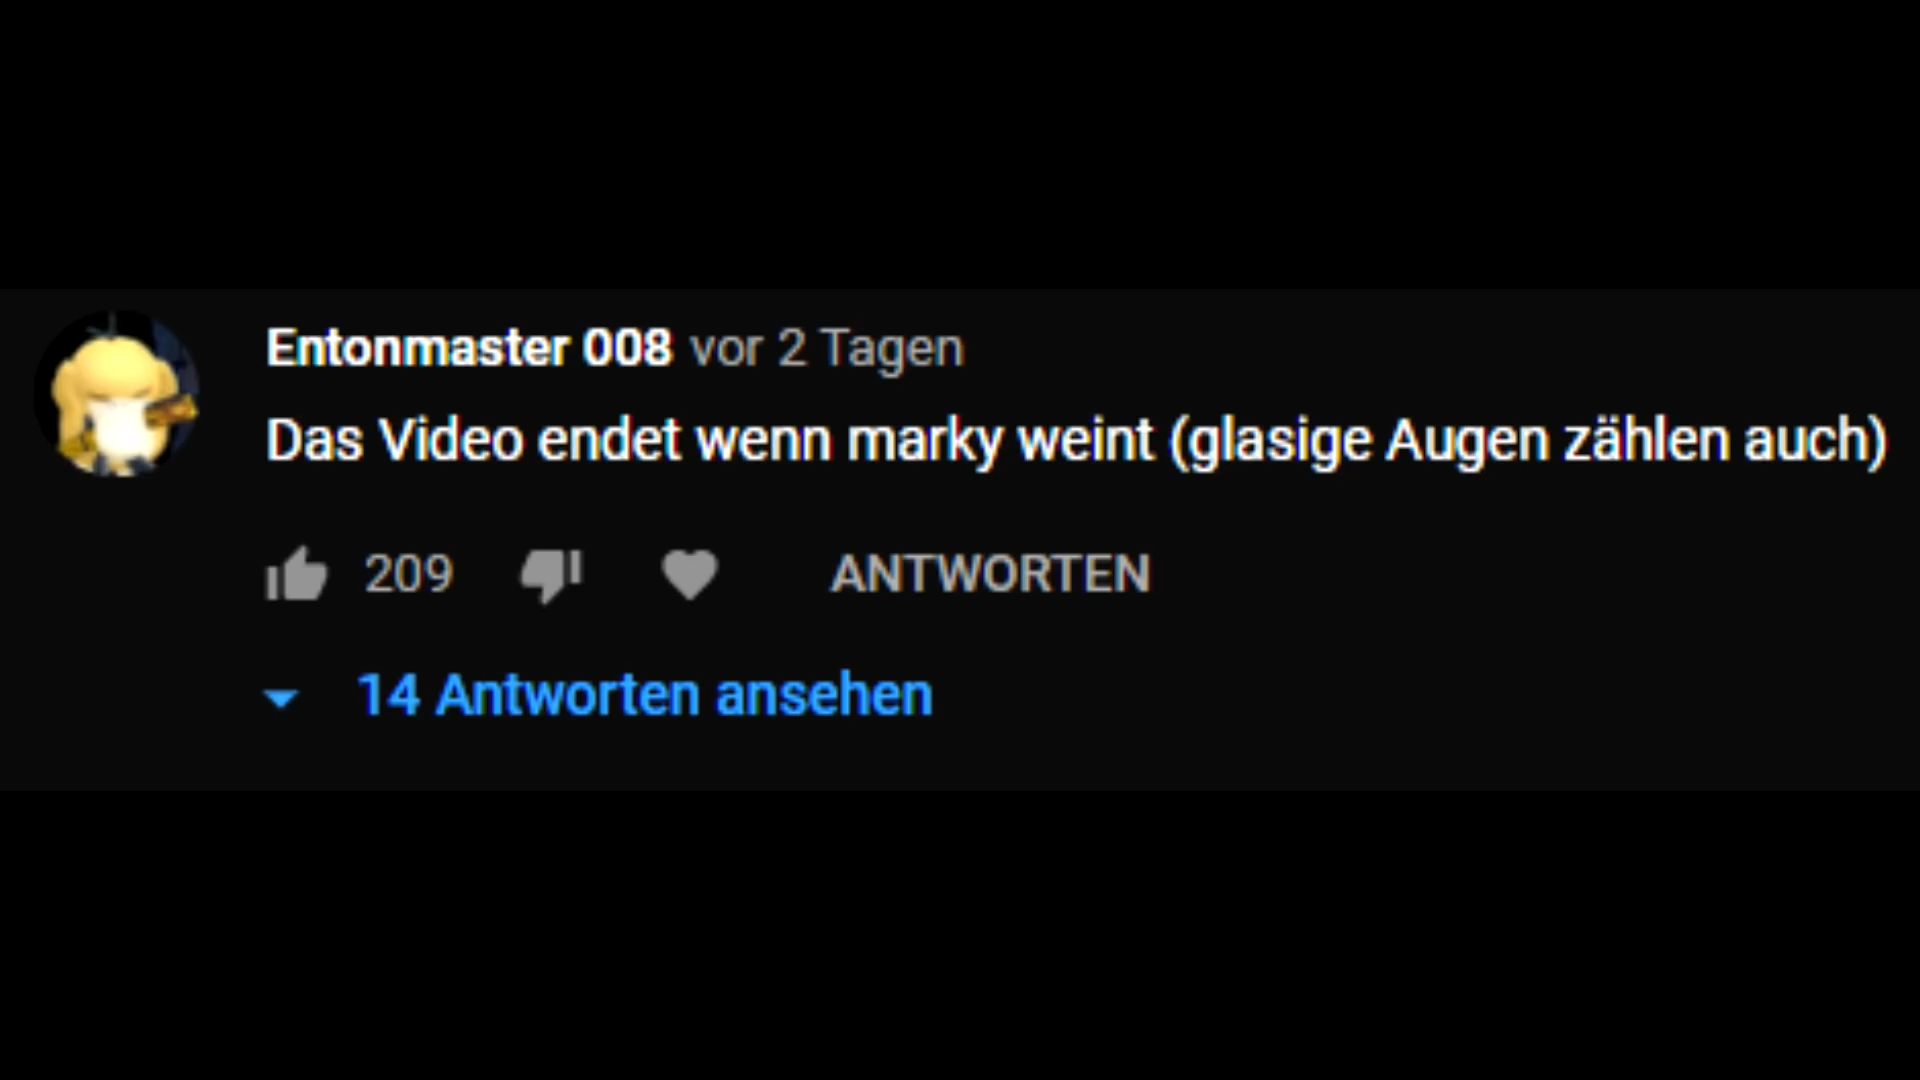 Entonmaster 008 vor 2 Tagen
Das Video endet wenn marky weint (glasige Augen zählen auch)
209 ANTWORTEN
14 Antworten ansehen